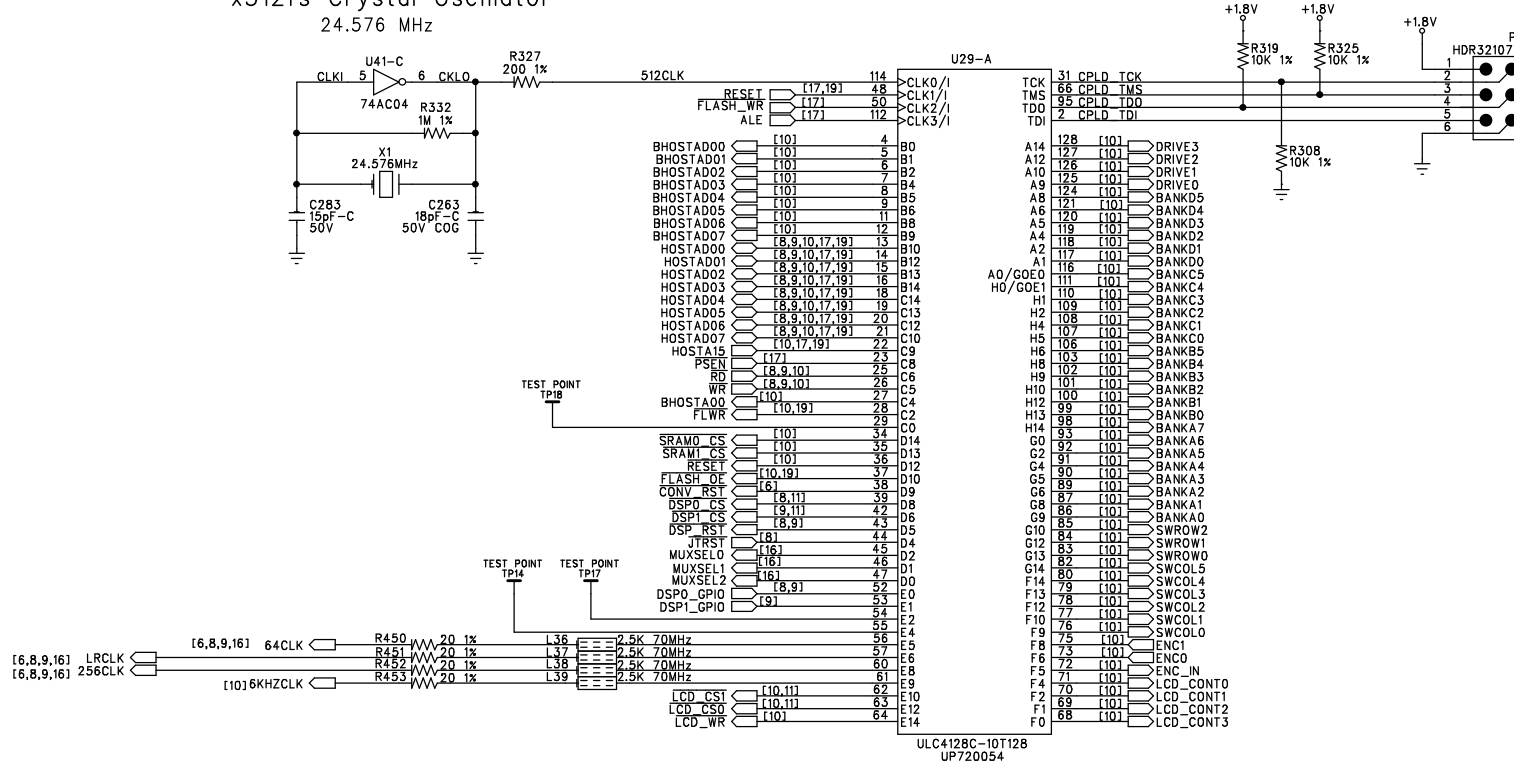 x512fs Crystal Oscillator
24.576 MHz
U41-C
CLKI 5 6 CKLO
74AC04
R327
200 1%
512CLK
R332
1M 1%
X1
24.576MHz
C283
15pF-C
50V
C263
18pF-C
50V COG
U29-A
114 >CLK0/I
RESET [17,19] 48 >CLK1/I
FLASH_WR [17] 50 >CLK2/I
ALE [17] 112 >CLK3/I
BHOSTAD00 [10] 4 B0
BHOSTAD01 [10] 5 B1
BHOSTAD02 [10] 6 B2
BHOSTAD03 [10] 7 B4
BHOSTAD04 [10] 8 B5
BHOSTAD05 [10] 9 B6
BHOSTAD06 [10] 11 B8
BHOSTAD07 [10] 12 B9
HOSTAD00 [8,9,10,17,19] 13 B10
HOSTAD01 [8,9,10,17,19] 14 B12
HOSTAD02 [8,9,10,17,19] 15 B13
HOSTAD03 [8,9,10,17,19] 16 B14
HOSTAD04 [8,9,10,17,19] 18 C14
HOSTAD05 [8,9,10,17,19] 19 C13
HOSTAD06 [8,9,10,17,19] 20 C12
HOSTAD07 [8,9,10,17,19] 21 C10
HOSTA15 [10,17,19] 22 C9
PSEN [17] 23 C8
RD [8,9,10] 25 C6
WR [8,9,10] 26 C5
BHOSTA00 [10] 27 C4
FLWR [10,19] 28 C2
TEST POINT
TP18
29 C0
SRAM0_CS [10] 34 D14
SRAM1_CS [10] 35 D13
RESET [10] 36 D12
FLASH_OE [10,19] 37 D10
CONV_RST [6] 38 D9
DSP0_CS [8,11] 39 D8
DSP1_CS [9,11] 42 D6
DSP_RST [8,9] 43 D5
JTRST [8] 44 D4
MUXSEL0 [16] 45 D2
MUXSEL1 [16] 46 D1
MUXSEL2 [16] 47 D0
DSP0_GPIO [8,9] 52 E0
DSP1_GPIO [9] 53 E1
TEST POINT
TP14
TEST POINT
TP17
54 E2
55 E4
[6,8,9,16] 64CLK R450 20 1% L36 2.5K 70MHz 56 E5
[6,8,9,16] LRCLK R451 20 1% L37 2.5K 70MHz 57 E6
[6,8,9,16] 256CLK R452 20 1% L38 2.5K 70MHz 60 E8
[10] 6KHZCLK R453 20 1% L39 2.5K 70MHz 61 E9
LCD_CS1 [10,11] 62 E10
LCD_CS0 [10,11] 63 E12
LCD_WR [10] 64 E14
TCK 31 CPLD_TCK
TMS 66 CPLD_TMS
TDO 95 CPLD_TDO
TDI 2 CPLD_TDI
A14 128 [10] DRIVE3
A12 127 [10] DRIVE2
A10 126 [10] DRIVE1
A9 125 [10] DRIVE0
A8 124 [10] BANKD5
A6 121 [10] BANKD4
A5 120 [10] BANKD3
A4 119 [10] BANKD2
A2 118 [10] BANKD1
A1 117 [10] BANKD0
A0/GOE0 116 [10] BANKC5
H0/GOE1 111 [10] BANKC4
H1 110 [10] BANKC3
H2 109 [10] BANKC2
H4 108 [10] BANKC1
H5 107 [10] BANKC0
H6 106 [10] BANKB5
H8 103 [10] BANKB4
H9 102 [10] BANKB3
H10 101 [10] BANKB2
H12 100 [10] BANKB1
H13 99 [10] BANKB0
H14 98 [10] BANKA7
G0 93 [10] BANKA6
G2 92 [10] BANKA5
G4 91 [10] BANKA4
G5 90 [10] BANKA3
G6 89 [10] BANKA2
G8 87 [10] BANKA1
G9 86 [10] BANKA0
G10 85 [10] SWROW2
G12 84 [10] SWROW1
G13 83 [10] SWROW0
G14 82 [10] SWCOL5
F14 80 [10] SWCOL4
F13 79 [10] SWCOL3
F12 78 [10] SWCOL2
F10 77 [10] SWCOL1
F9 76 [10] SWCOL0
F8 75 [10] ENC1
F6 73 [10] ENC0
F5 72 [10] ENC_IN
F4 71 [10] LCD_CONT0
F2 70 [10] LCD_CONT1
F1 69 [10] LCD_CONT2
F0 68 [10] LCD_CONT3
ULC4128C-10T128
UP720054
+1.8V
R319
10K 1%
+1.8V
R325
10K 1%
R308
10K 1%
+1.8V
P
HDR32107
1
2
3
4
5
6